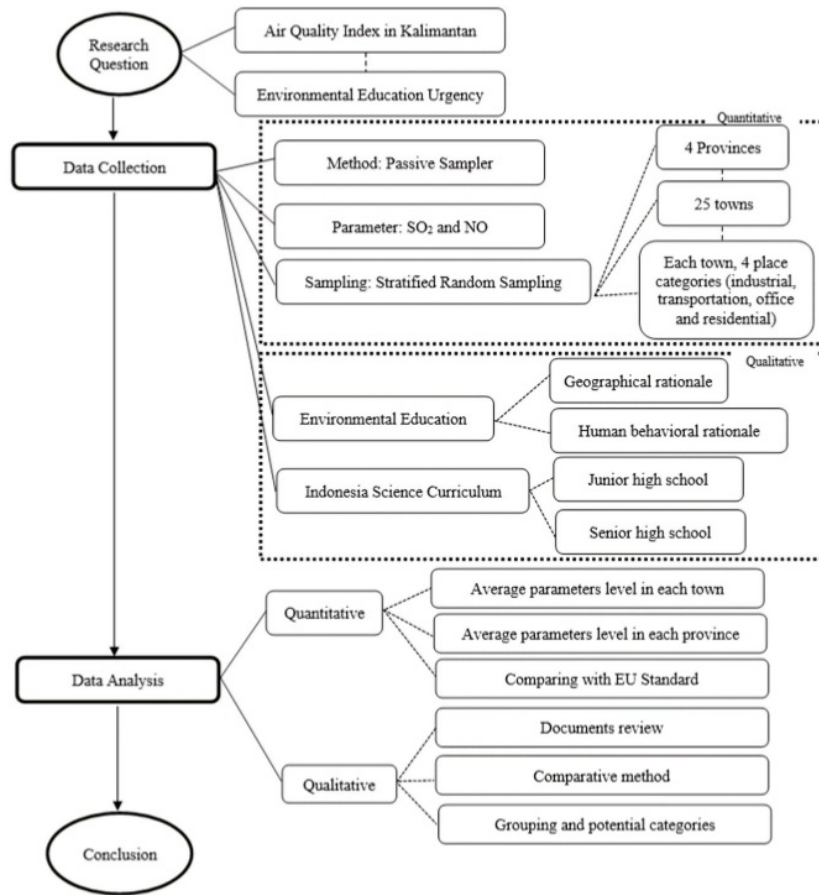 Research
Question
Air Quality Index in Kalimantan
Environmental Education Urgency
Data Collection
Quantitative
Method: Passive Sampler
Parameter: SO₂ and NO
Sampling: Stratified Random Sampling
4 Provinces
25 towns
Each town, 4 place
categories (industrial,
transportation, office
and residential)
Qualitative
Environmental Education
Geographical rationale
Human behavioral rationale
Indonesia Science Curriculum
Junior high school
Senior high school
Data Analysis
Quantitative
Average parameters level in each town
Average parameters level in each province
Comparing with EU Standard
Qualitative
Documents review
Comparative method
Grouping and potential categories
Conclusion